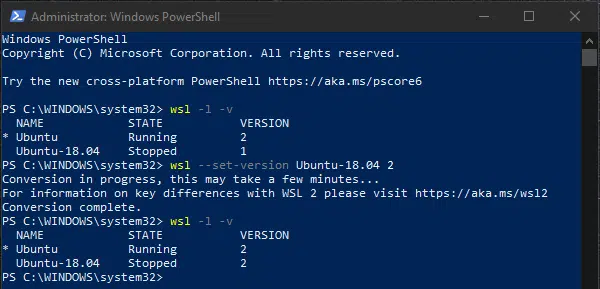 Administrator: Windows PowerShell
Windows PowerShell
Copyright (C) Microsoft Corporation. All rights reserved.
Try the new cross-platform PowerShell https://aka.ms/pscore6
PS C:\WINDOWS\system32> wsl -l -v
  NAME            STATE           VERSION
* Ubuntu          Running         2
  Ubuntu-18.04    Stopped         1
PS C:\WINDOWS\system32> wsl --set-version Ubuntu-18.04 2
Conversion in progress, this may take a few minutes...
For information on key differences with WSL 2 please visit https://aka.ms/wsl2
Conversion complete.
PS C:\WINDOWS\system32> wsl -l -v
  NAME            STATE           VERSION
* Ubuntu          Running         2
  Ubuntu-18.04    Stopped         2
PS C:\WINDOWS\system32>